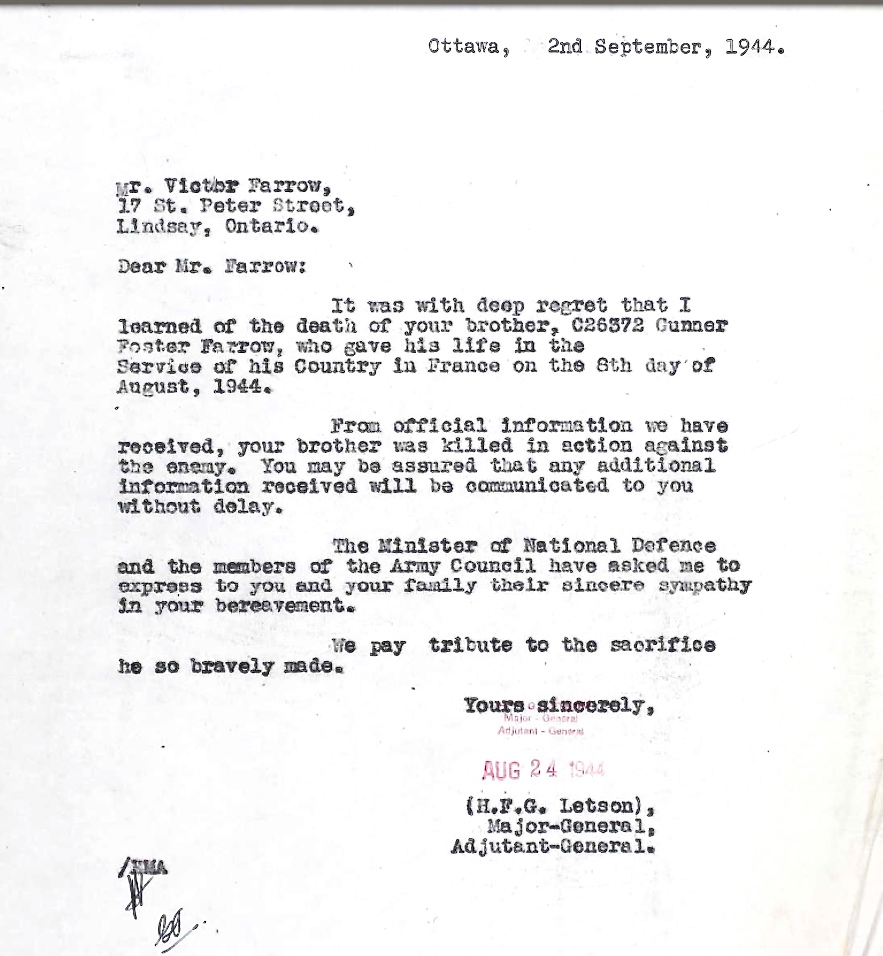 Ottawa, 2nd September, 1944.
Mr. Victor Farrow,
17 St. Peter Street,
Lindsay, Ontario.
Dear Mr. Farrow:
It was with deep regret that I
learned of the death of your brother, C26372 Gunner
Foster Farrow, who gave his life in the
Service of his Country in France on the 8th day of
August, 1944.
From official information we have
received, your brother was killed in action against
the enemy. You may be assured that any additional
information received will be communicated to you
without delay.
The Minister of National Defence
and the members of the Army Council have asked me to
express to you and your family their sincere sympathy
in your bereavement.
We pay tribute to the sacrifice
he so bravely made.
Yours sincerely,
Major - General
Adjutant - General
AUG 24 1944
(H.F.G. Letson),
Major-General,
Adjutant-General.